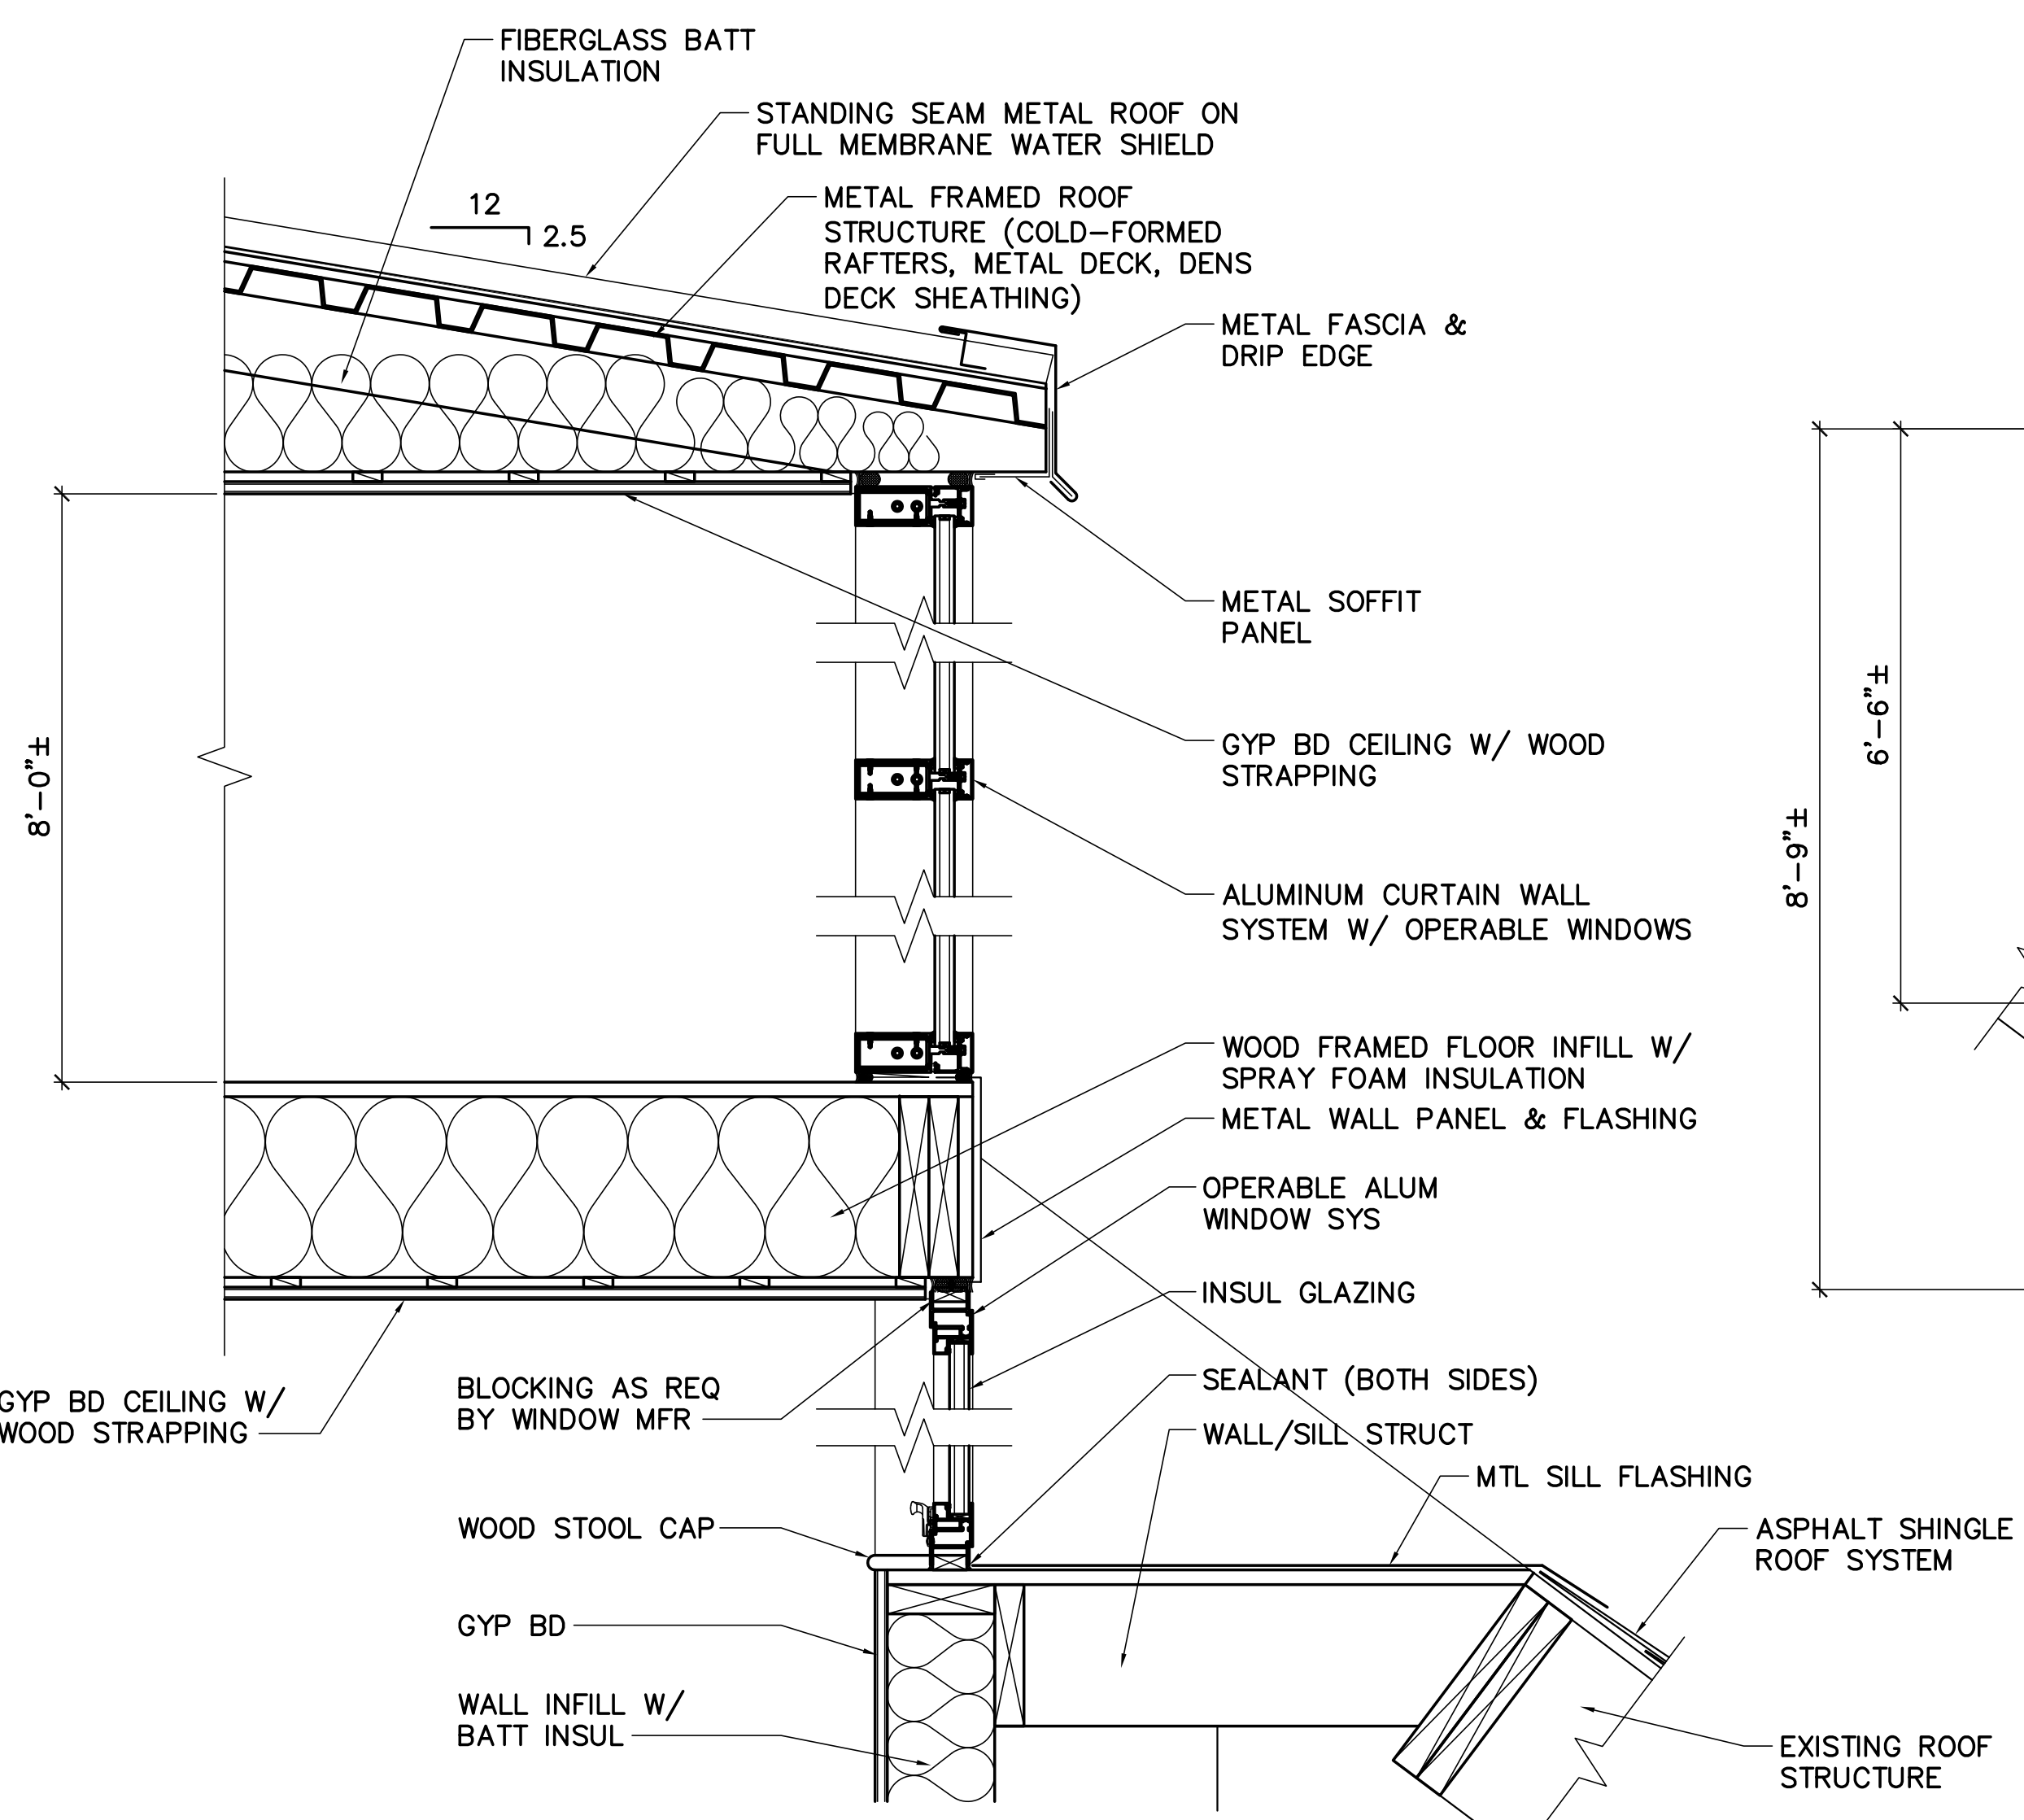 FIBERGLASS BATT
INSULATION
STANDING SEAM METAL ROOF ON
FULL MEMBRANE WATER SHIELD
12
2.5
METAL FRAMED ROOF
STRUCTURE (COLD-FORMED
RAFTERS, METAL DECK, DENS
DECK SHEATHING)
METAL FASCIA &
DRIP EDGE
METAL SOFFIT
PANEL
GYP BD CEILING W/ WOOD
STRAPPING
8'-0"±
6'-6"±
8'-9"±
ALUMINUM CURTAIN WALL
SYSTEM W/ OPERABLE WINDOWS
WOOD FRAMED FLOOR INFILL W/
SPRAY FOAM INSULATION
METAL WALL PANEL & FLASHING
OPERABLE ALUM
WINDOW SYS
INSUL GLAZING
GYP BD CEILING W/
WOOD STRAPPING
BLOCKING AS REQ
BY WINDOW MFR
SEALANT (BOTH SIDES)
WALL/SILL STRUCT
MTL SILL FLASHING
WOOD STOOL CAP
ASPHALT SHINGLE
ROOF SYSTEM
GYP BD
WALL INFILL W/
BATT INSUL
EXISTING ROOF
STRUCTURE